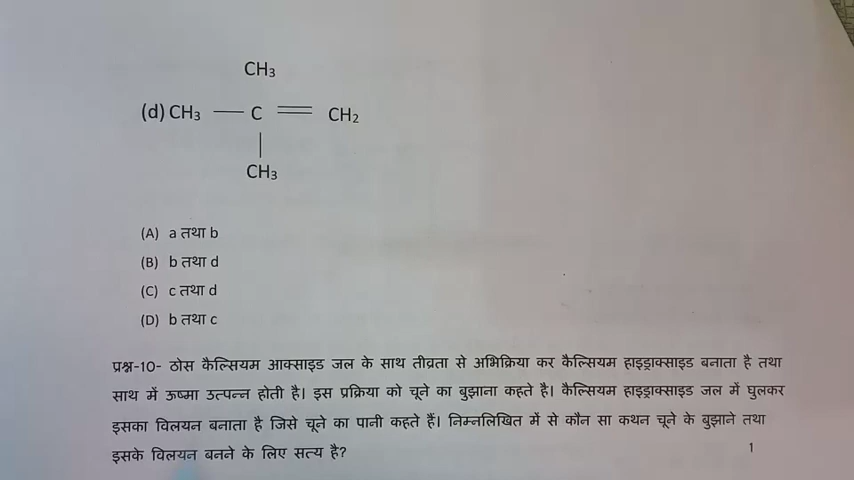 CH₃
(d) CH₃ — C = CH₂
|
CH₃
(A) a तथा b
(B) b तथा d
(C) c तथा d
(D) b तथा c
प्रश्न-10- ठोस कैल्सियम आक्साइड जल के साथ तीव्रता से अभिक्रिया कर कैल्सियम हाइड्राक्साइड बनाता है तथा
साथ में ऊष्मा उत्पन्न होती है। इस प्रक्रिया को चूने का बुझाना कहते है। कैल्सियम हाइड्राक्साइड जल में घुलकर
इसका विलयन बनाता है जिसे चूने का पानी कहते हैं। निम्नलिखित में से कौन सा कथन चूने के बुझाने तथा
इसके विलयन बनने के लिए सत्य है? 1